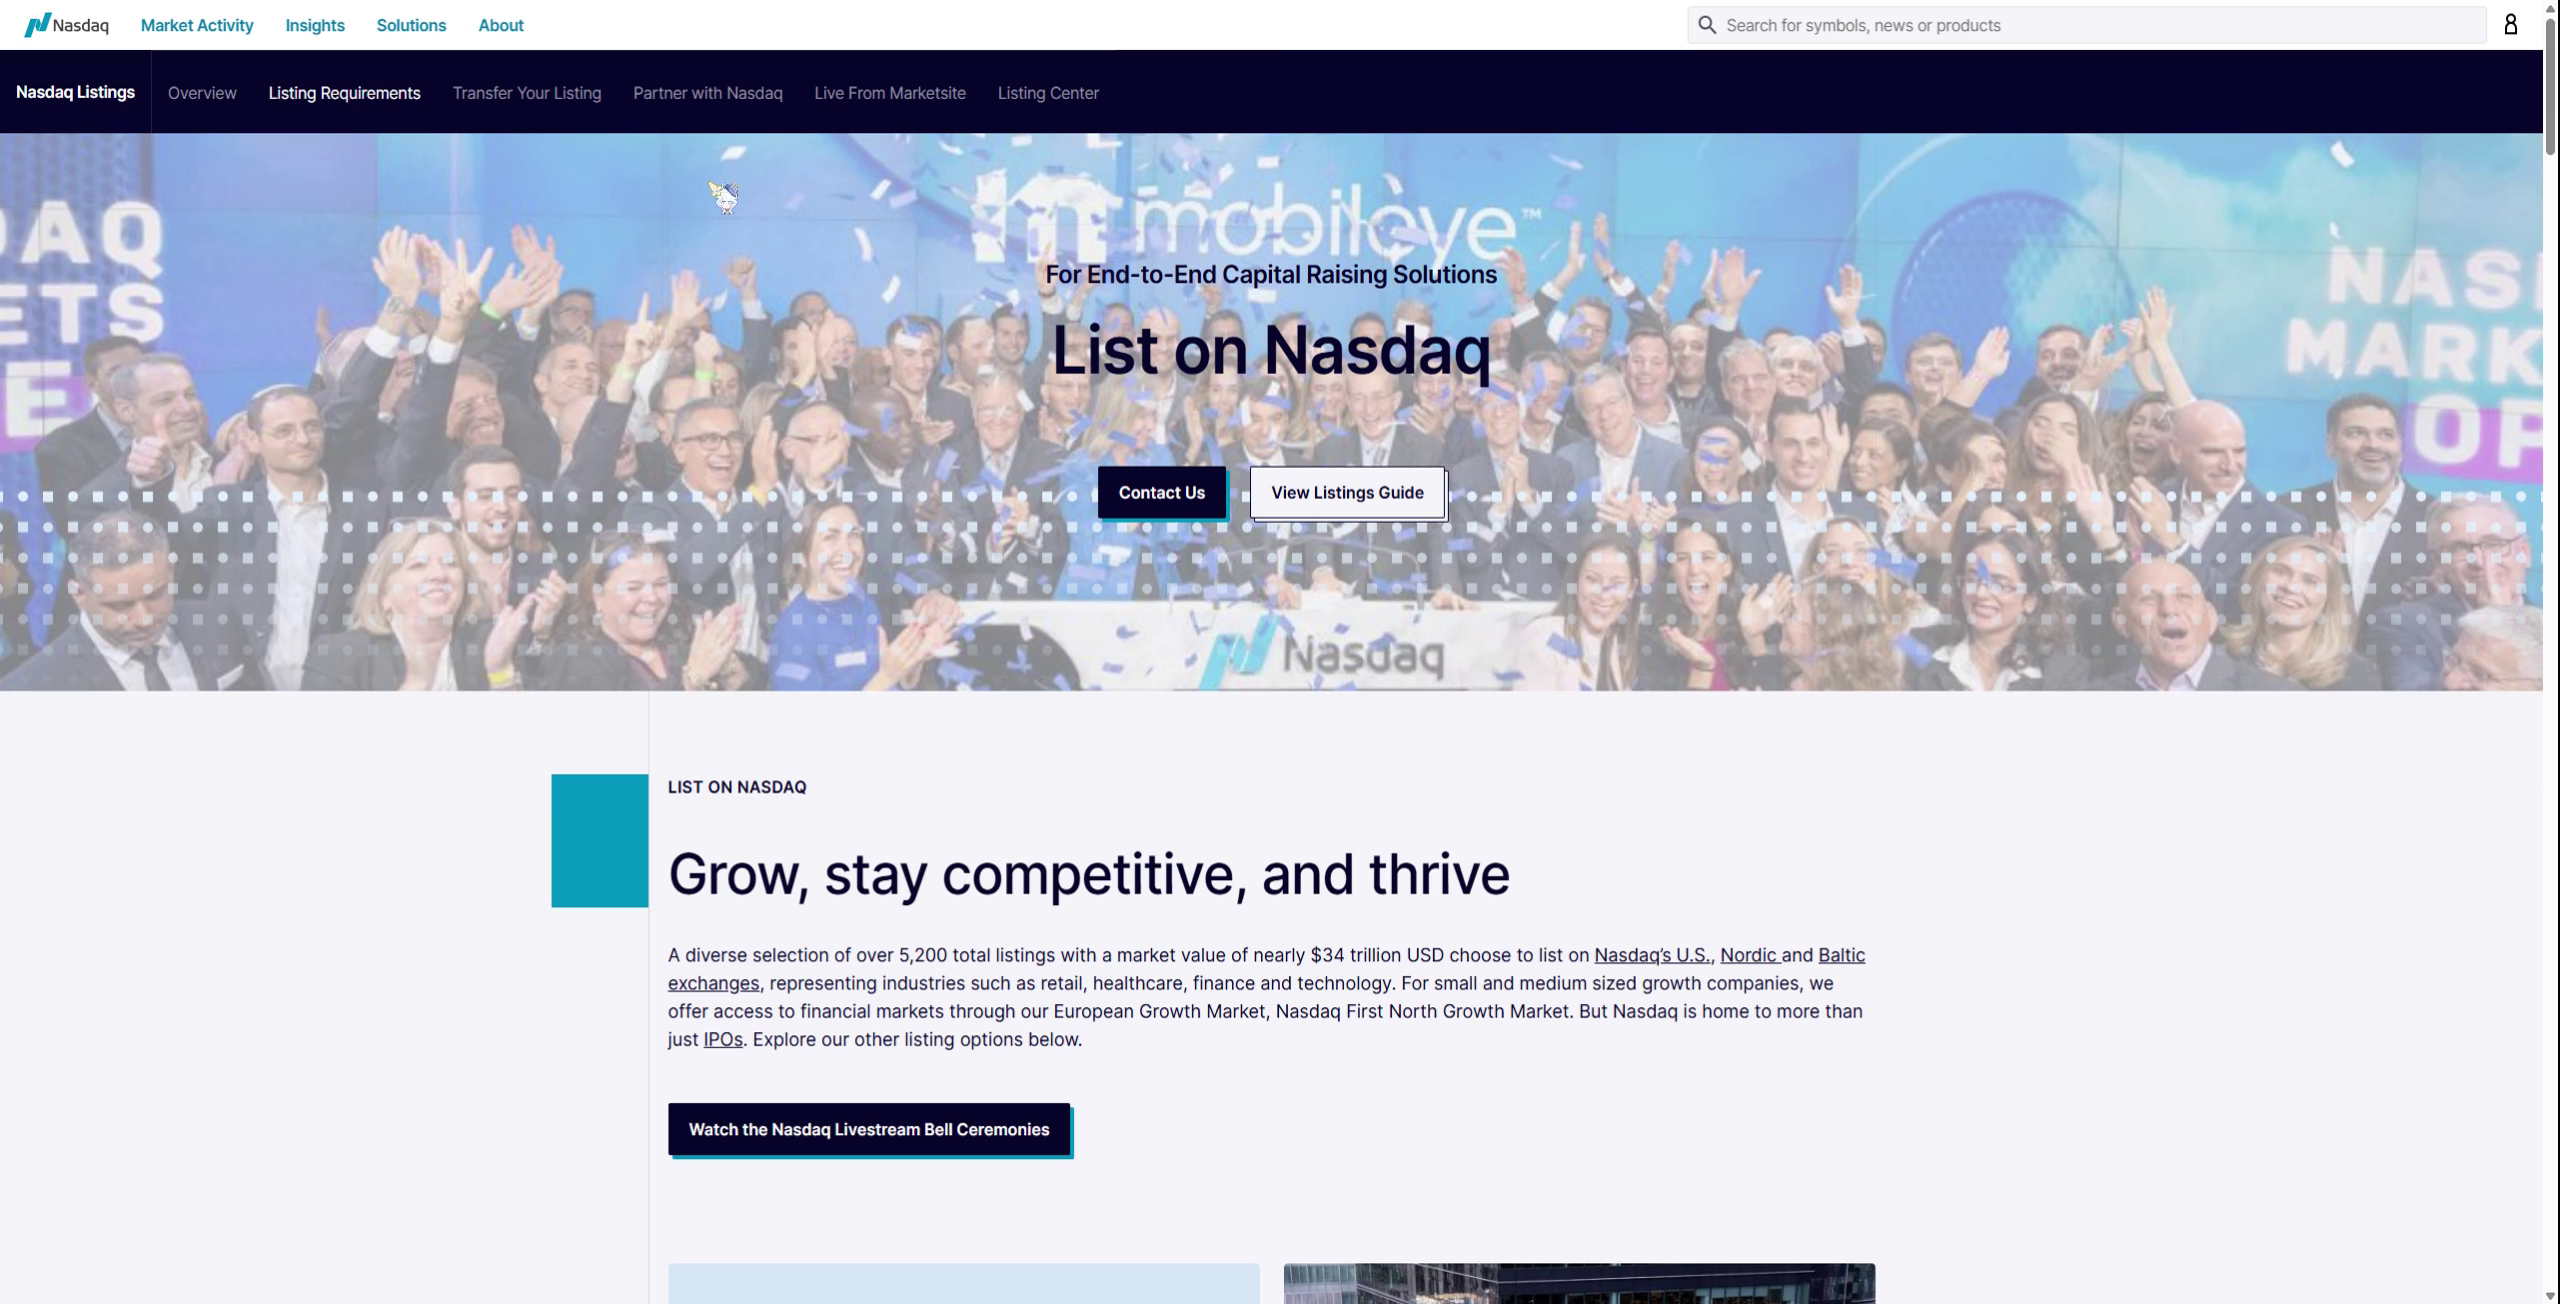 Nasdaq Market Activity Insights Solutions About Search for symbols, news or products
Nasdaq Listings Overview Listing Requirements Transfer Your Listing Partner with Nasdaq Live From Marketsite Listing Center
mobileye™
DAQ
ETS
E
NAS
MARK
OP
For End-to-End Capital Raising Solutions
List on Nasdaq
Contact Us View Listings Guide
Nasdaq
LIST ON NASDAQ
Grow, stay competitive, and thrive
A diverse selection of over 5,200 total listings with a market value of nearly $34 trillion USD choose to list on Nasdaq’s U.S., Nordic and Baltic
exchanges, representing industries such as retail, healthcare, finance and technology. For small and medium sized growth companies, we
offer access to financial markets through our European Growth Market, Nasdaq First North Growth Market. But Nasdaq is home to more than
just IPOs. Explore our other listing options below.
Watch the Nasdaq Livestream Bell Ceremonies